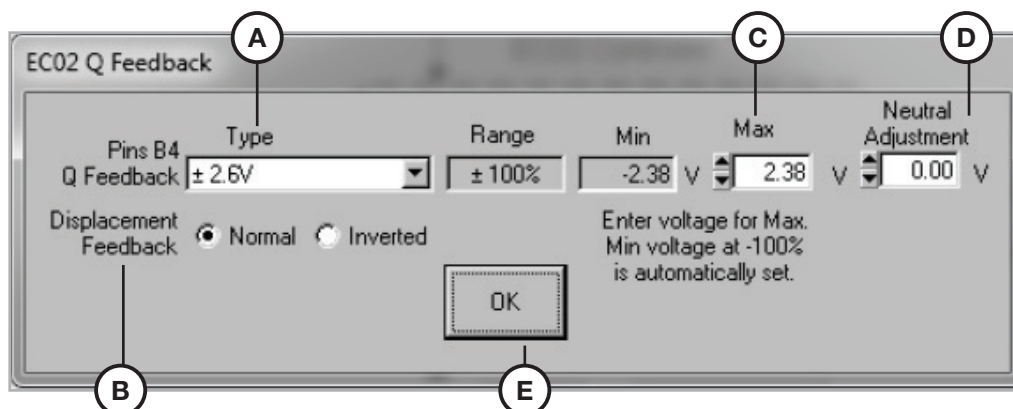 A
C
D
EC02 Q Feedback
Neutral
Adjustment
Type
Range
Min
Max
Pins B4
Q Feedback
± 2.6V
± 100%
-2.38 V
2.38 V
0.00 V
Displacement
Feedback
Normal
Inverted
Enter voltage for Max.
Min voltage at -100%
is automatically set.
OK
B
E